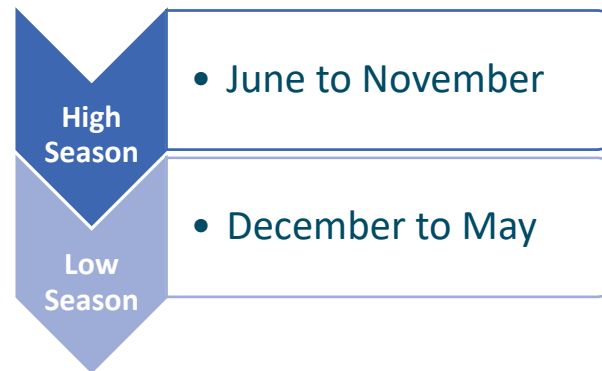 High
Season
• June to November
Low
Season
• December to May